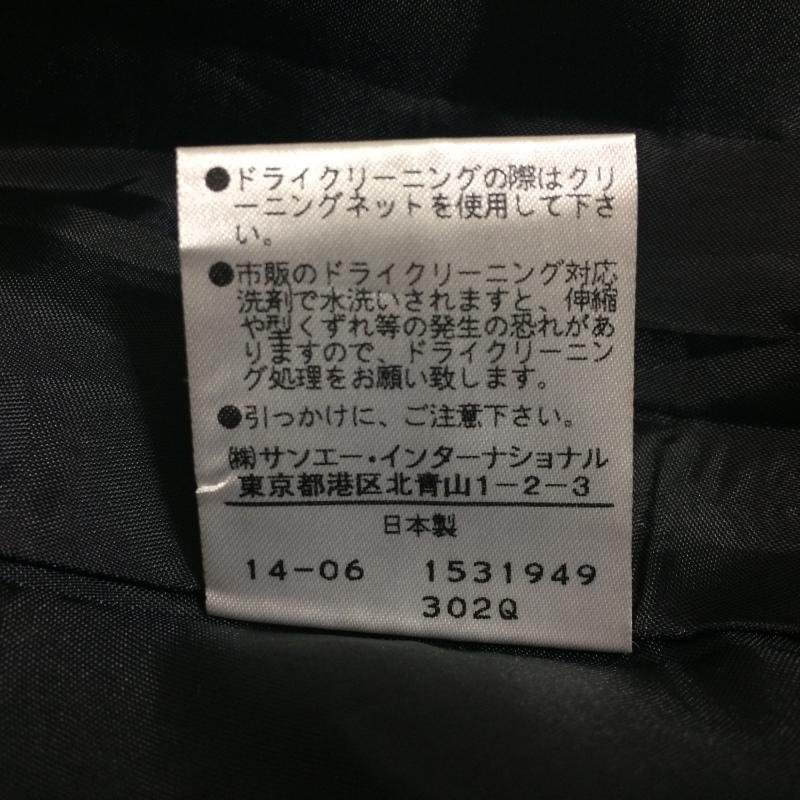 ●ドライクリーニングの際はクリ
ーニングネットを使用して下さ
い。
●市販のドライクリーニング対応
洗剤で水洗いされますと、伸縮
や型くずれ等の発生の恐れがあ
りますので、ドライクリーニン
グ処理をお願い致します。
●引っかけに、ご注意下さい。
㈱サンエー・インターナショナル
東京都港区北青山1-2-3
日本製
14-06 1531949
302Q